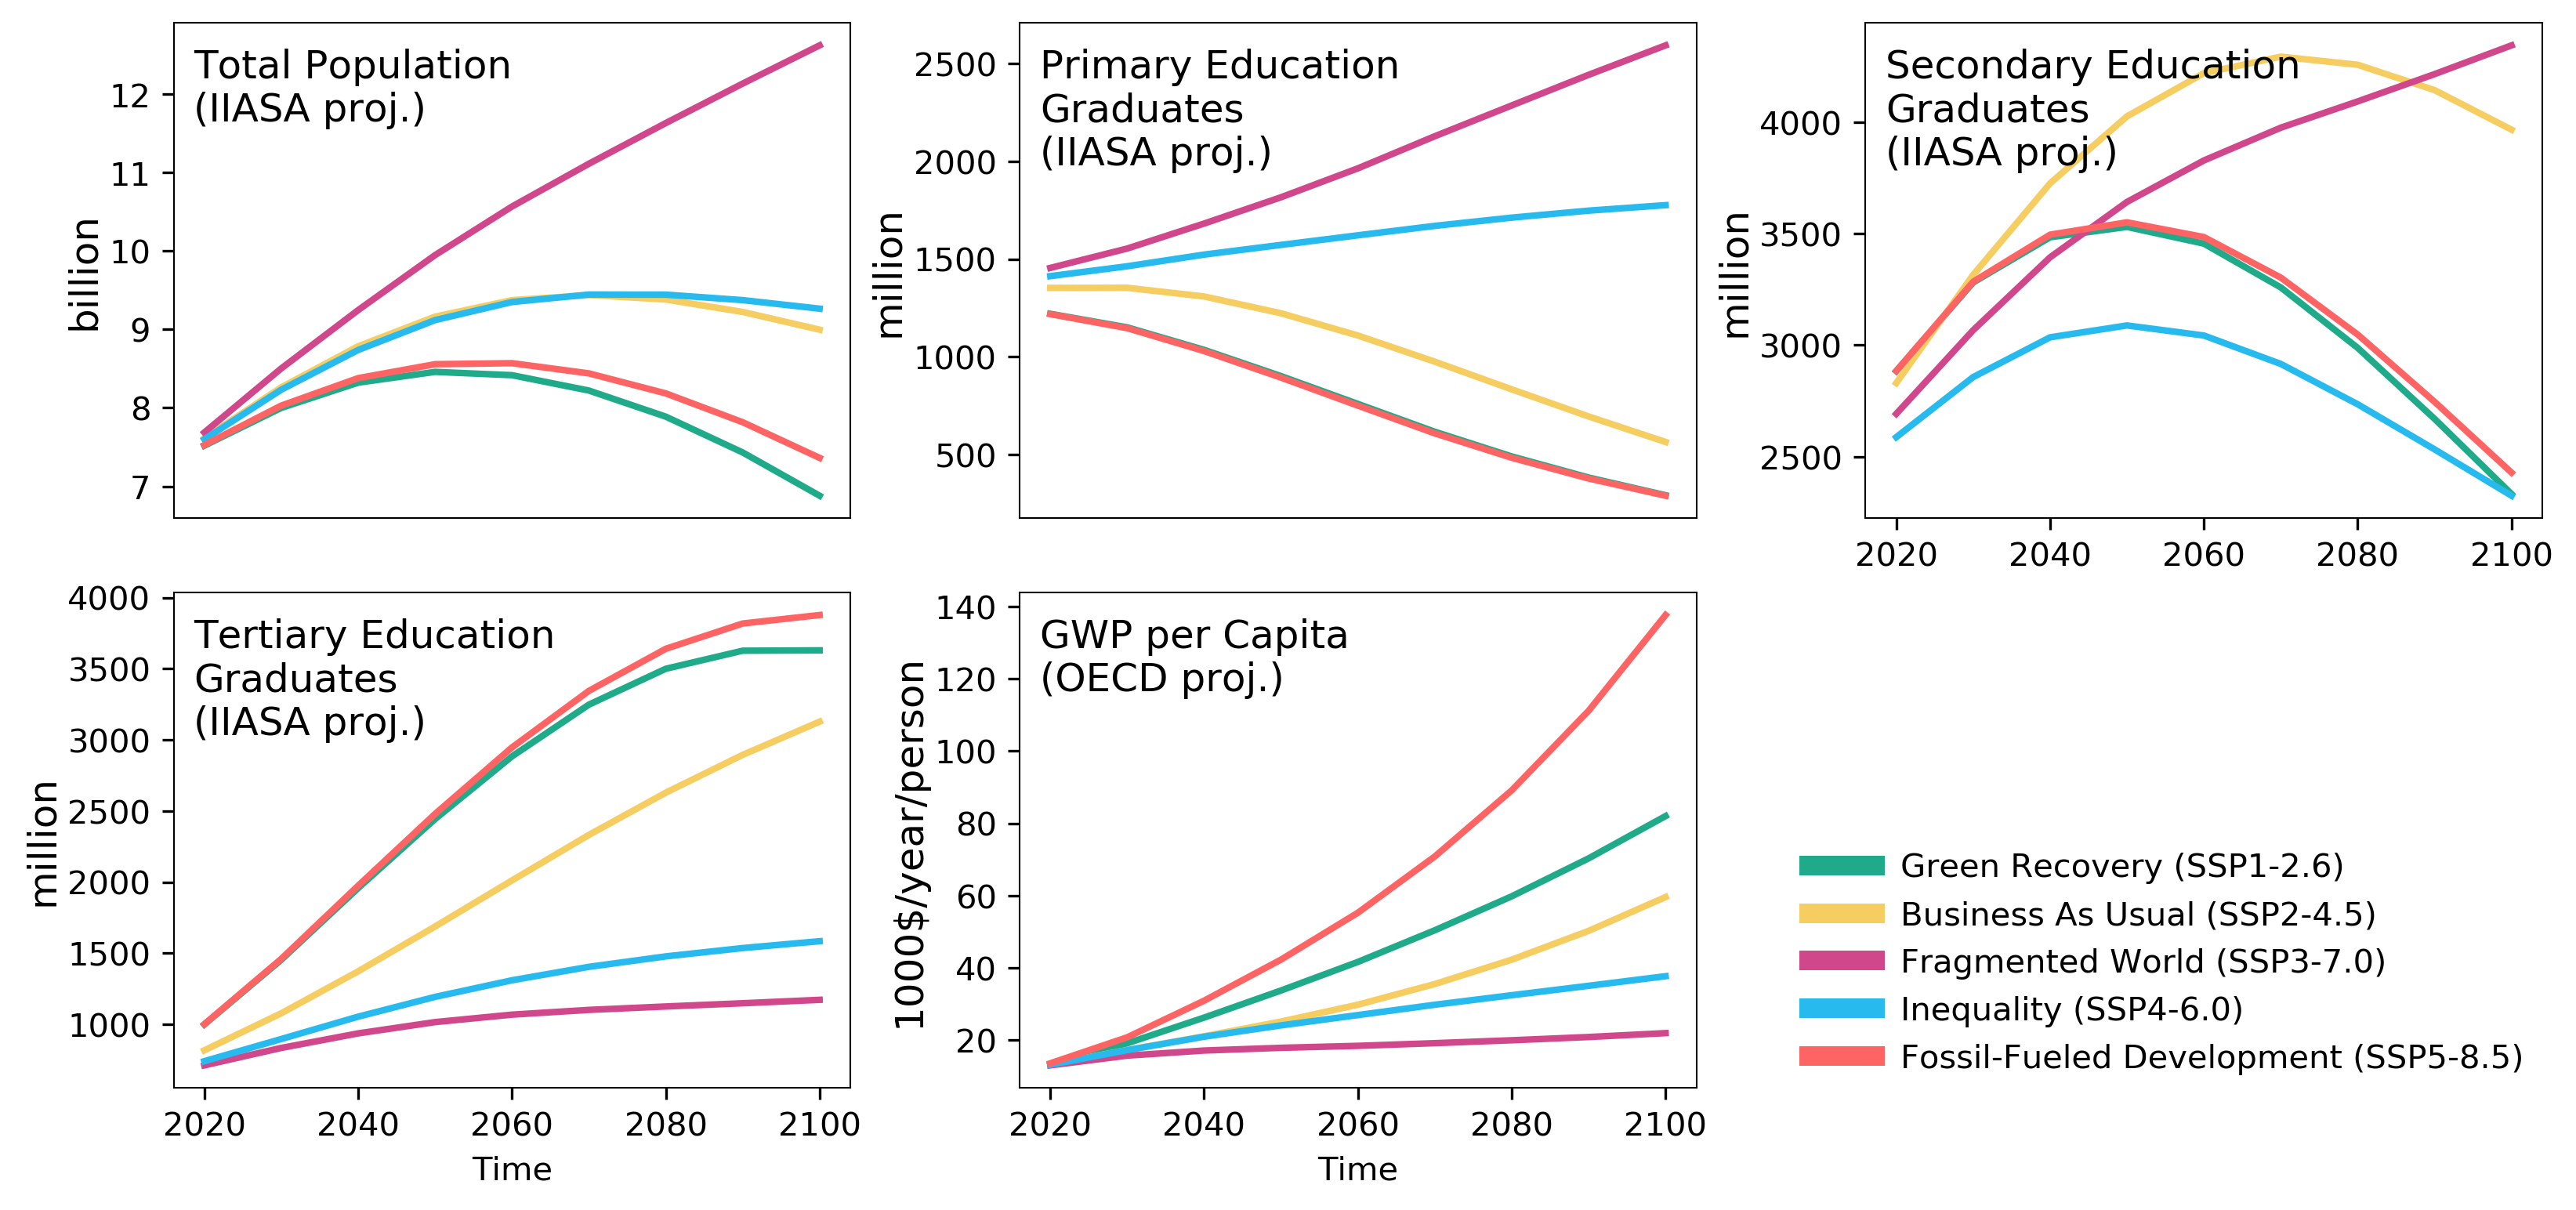 Total Population
(IIASA proj.)
billion
12
11
10
9
8
7
Primary Education
Graduates
(IIASA proj.)
million
2500
2000
1500
1000
500
Secondary Education
Graduates
(IIASA proj.)
million
4000
3500
3000
2500
2020 2040 2060 2080 2100
Tertiary Education
Graduates
(IIASA proj.)
million
4000
3500
3000
2500
2000
1500
1000
2020 2040 2060 2080 2100
Time
GWP per Capita
(OECD proj.)
1000$/year/person
140
120
100
80
60
40
20
2020 2040 2060 2080 2100
Time
Green Recovery (SSP1-2.6)
Business As Usual (SSP2-4.5)
Fragmented World (SSP3-7.0)
Inequality (SSP4-6.0)
Fossil-Fueled Development (SSP5-8.5)